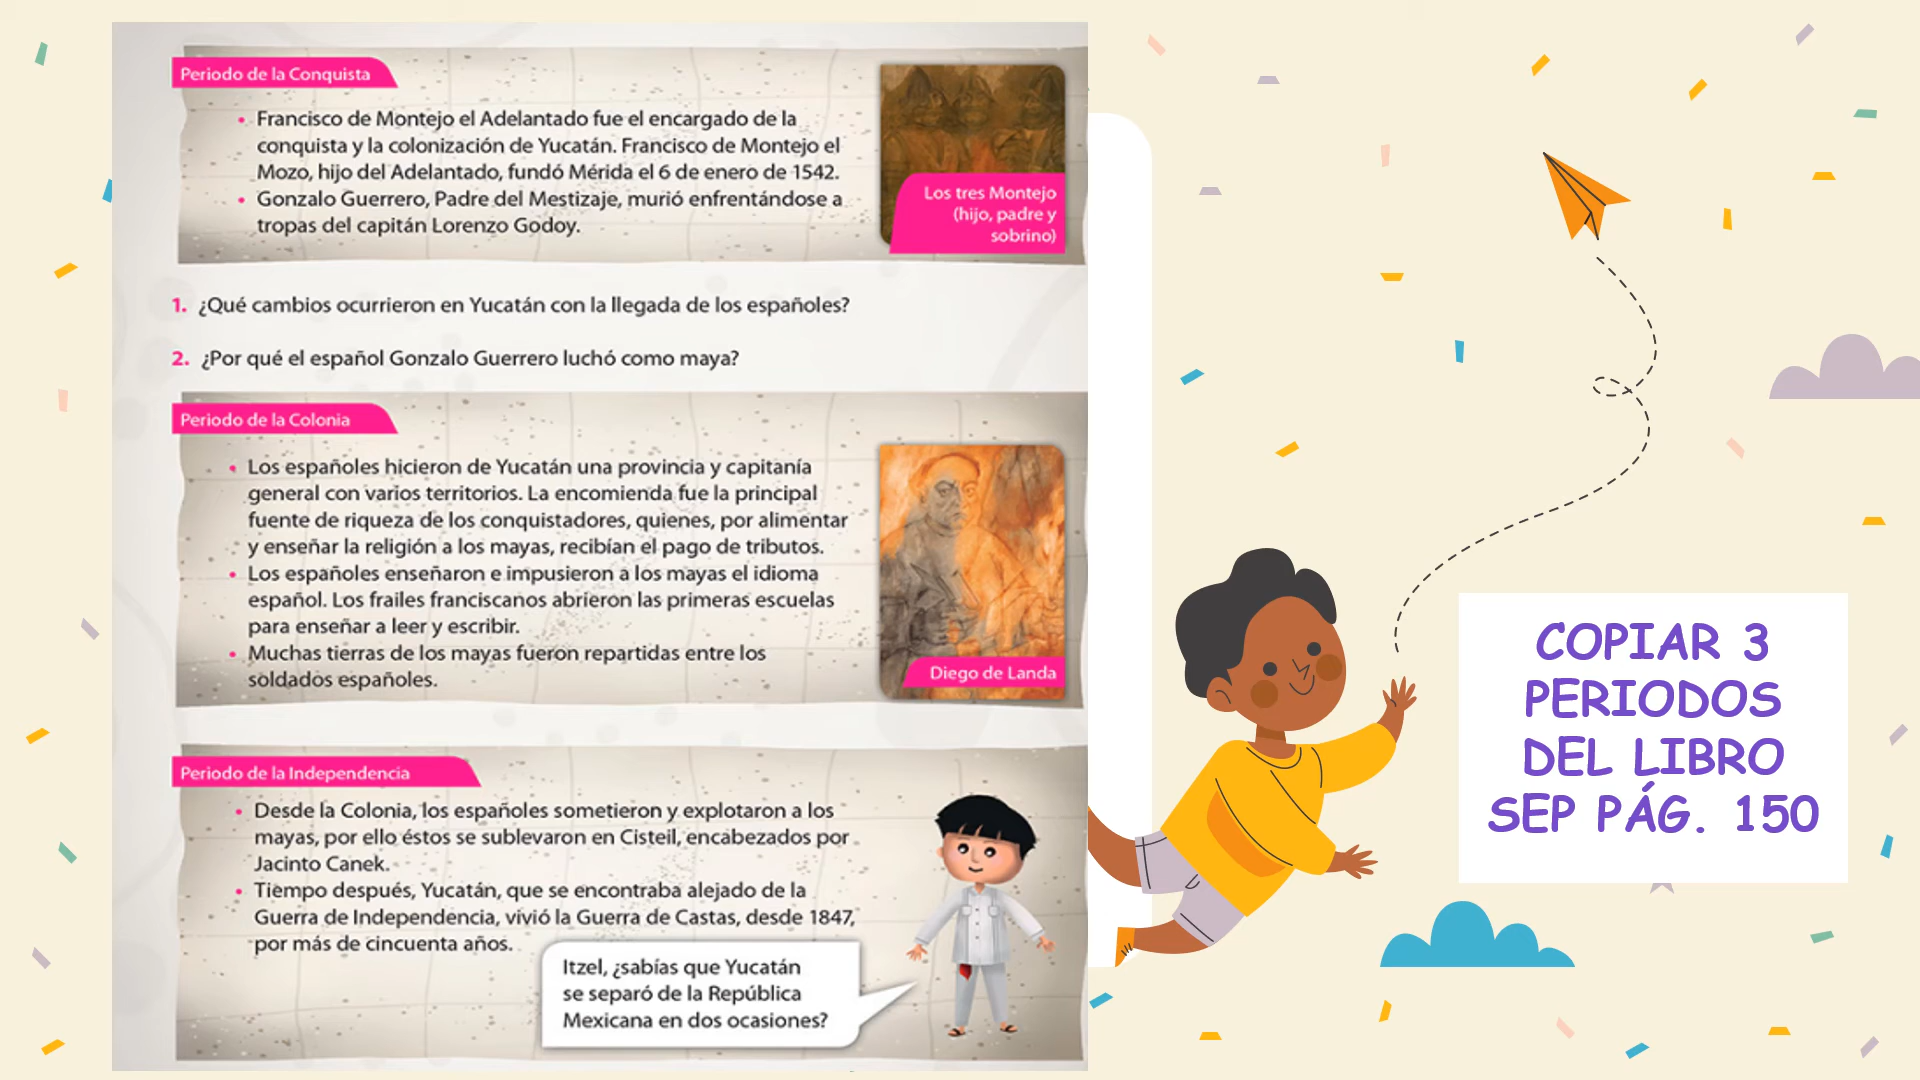 Periodo de la Conquista
• Francisco de Montejo el Adelantado fue el encargado de la
conquista y la colonización de Yucatán. Francisco de Montejo el
Mozo, hijo del Adelantado, fundó Mérida el 6 de enero de 1542.
• Gonzalo Guerrero, Padre del Mestizaje, murió enfrentándose a
tropas del capitán Lorenzo Godoy.
Los tres Montejo
(hijo, padre y
sobrino)
1. ¿Qué cambios ocurrieron en Yucatán con la llegada de los españoles?
2. ¿Por qué el español Gonzalo Guerrero luchó como maya?
Periodo de la Colonia
• Los españoles hicieron de Yucatán una provincia y capitanía
general con varios territorios. La encomienda fue la principal
fuente de riqueza de los conquistadores, quienes, por alimentar
y enseñar la religión a los mayas, recibían el pago de tributos.
• Los españoles enseñaron e impusieron a los mayas el idioma
español. Los frailes franciscanos abrieron las primeras escuelas
para enseñar a leer y escribir.
• Muchas tierras de los mayas fueron repartidas entre los
soldados españoles.
Diego de Landa
Periodo de la Independencia
• Desde la Colonia, los españoles sometieron y explotaron a los
mayas, por ello éstos se sublevaron en Cisteil, encabezados por
Jacinto Canek.
• Tiempo después, Yucatán, que se encontraba alejado de la
Guerra de Independencia, vivió la Guerra de Castas, desde 1847,
por más de cincuenta años.
Itzel, ¿sabías que Yucatán
se separó de la República
Mexicana en dos ocasiones?
COPIAR 3
PERIODOS
DEL LIBRO
SEP PÁG. 150